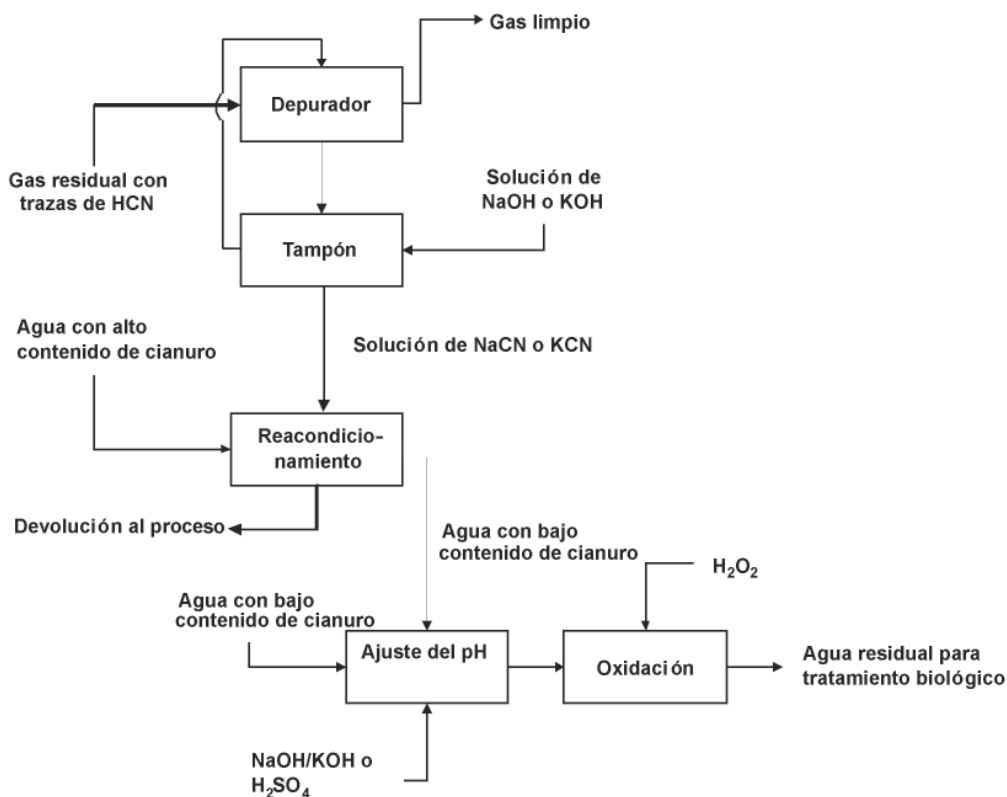 Gas limpio
Depurador
Gas residual con
trazas de HCN
Solución de
NaOH o KOH
Tampón
Agua con alto
contenido de cianuro
Solución de NaCN o KCN
Reacondicio-
namiento
Devolución al proceso
Agua con bajo
contenido de cianuro
H₂O₂
Agua con bajo
contenido de cianuro
Ajuste del pH
Oxidación
Agua residual para
tratamiento biológico
NaOH/KOH o
H₂SO₄